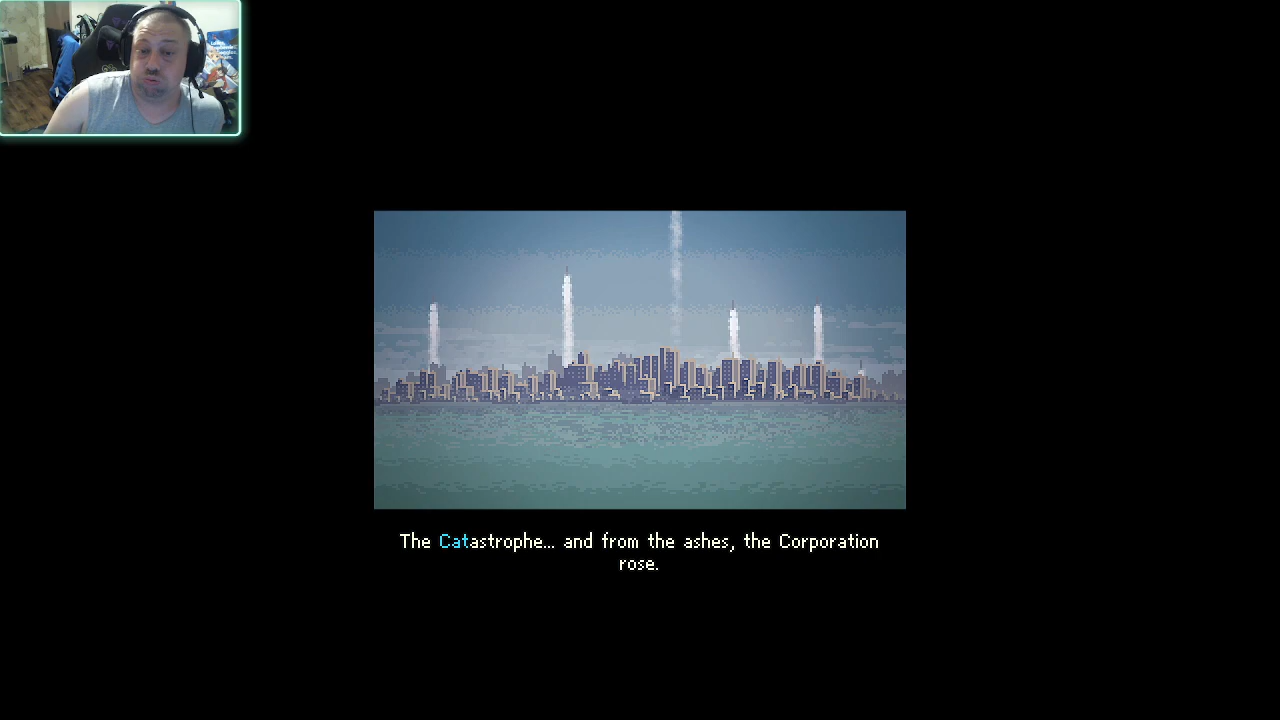 The Catastrophe... and from the ashes, the Corporation
rose.